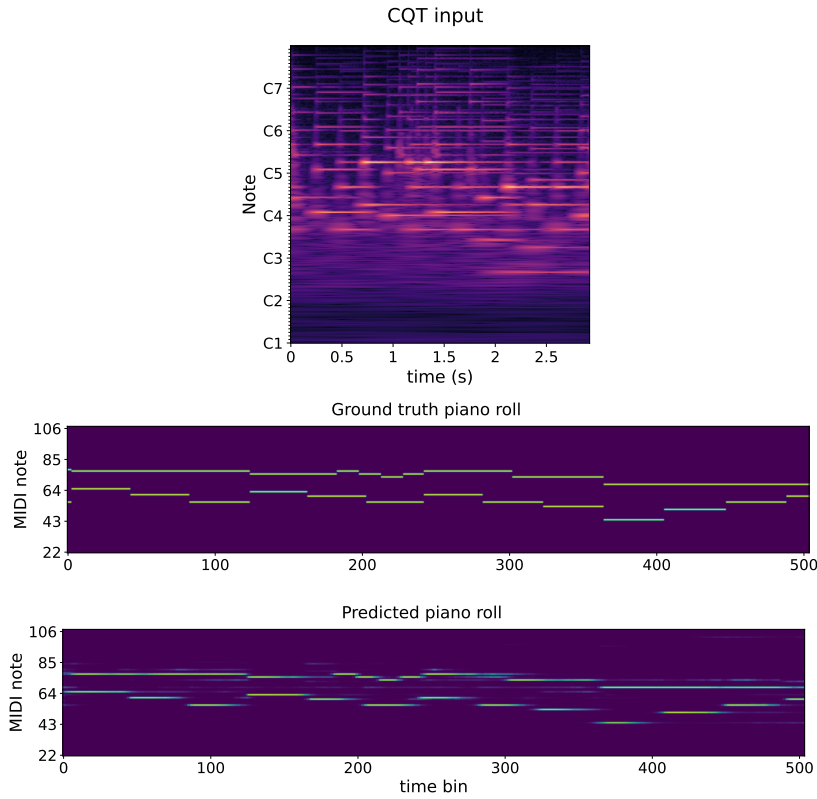 CQT input
Note
C7
C6
C5
C4
C3
C2
C1
0 0.5 1 1.5 2 2.5
time (s)
Ground truth piano roll
MIDI note
106
85
64
43
22
0 100 200 300 400 500
Predicted piano roll
MIDI note
106
85
64
43
22
0 100 200 300 400 500
time bin